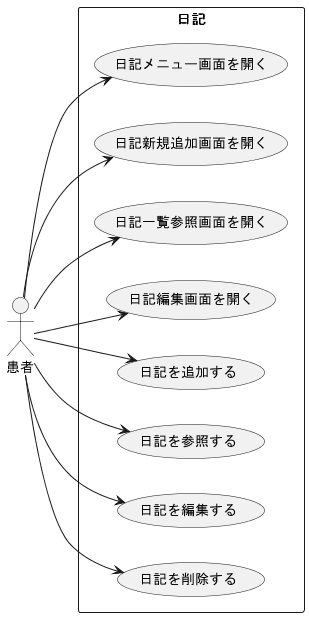 日記
日記メニュー画面を開く
日記新規追加画面を開く
日記一覧参照画面を開く
日記編集画面を開く
日記を追加する
患者
日記を参照する
日記を編集する
日記を削除する